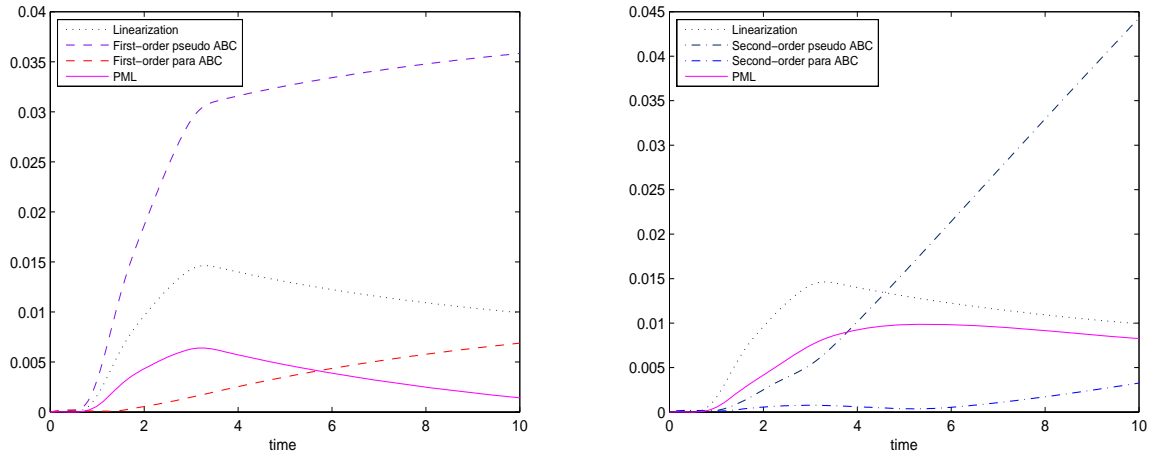 0.04
0.035
0.03
0.025
0.02
0.015
0.01
0.005
0
0 2 4 6 8 10
time
Linearization
First−order pseudo ABC
First−order para ABC
PML
0.045
0.04
0.035
0.03
0.025
0.02
0.015
0.01
0.005
0
0 2 4 6 8 10
time
Linearization
Second−order pseudo ABC
Second−order para ABC
PML